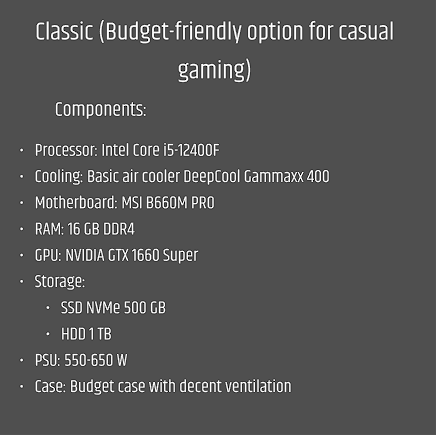 Classic (Budget-friendly option for casual
gaming)
Components:
• Processor: Intel Core i5-12400F
• Cooling: Basic air cooler DeepCool Gammaxx 400
• Motherboard: MSI B660M PRO
• RAM: 16 GB DDR4
• GPU: NVIDIA GTX 1660 Super
• Storage:
• SSD NVMe 500 GB
• HDD 1 TB
• PSU: 550-650 W
• Case: Budget case with decent ventilation